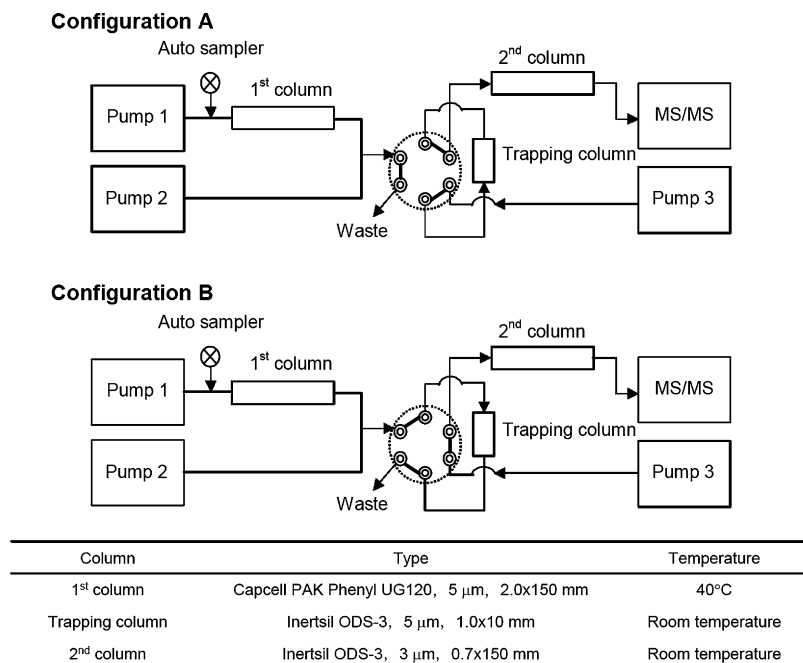 Configuration A
Auto sampler
1st column
2nd column
Pump 1
MS/MS
Trapping column
Pump 2
Pump 3
Waste
Configuration B
Auto sampler
1st column
2nd column
Pump 1
MS/MS
Trapping column
Pump 2
Pump 3
Waste
Column Type Temperature
1st column Capcell PAK Phenyl UG120, 5 μm, 2.0x150 mm 40°C
Trapping column Inertsil ODS-3, 5 μm, 1.0x10 mm Room temperature
2nd column Inertsil ODS-3, 3 μm, 0.7x150 mm Room temperature